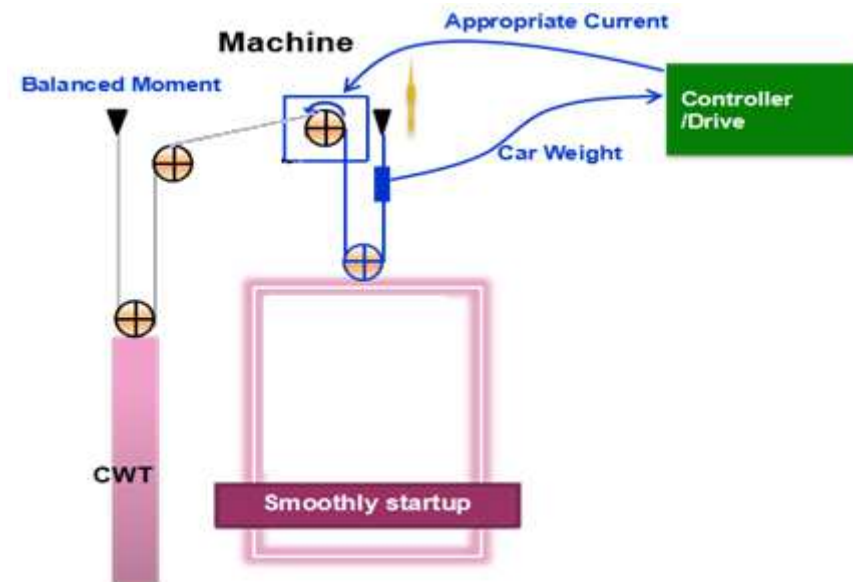 Appropriate Current
Machine
Balanced Moment
Controller
/Drive
Car Weight
CWT
Smoothly startup